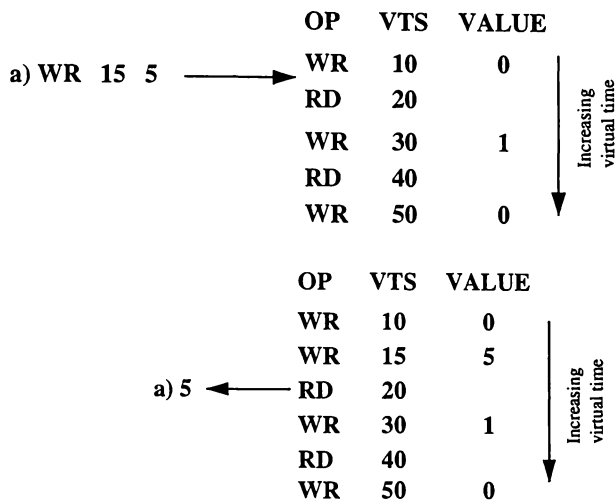 OP VTS VALUE
a) WR 15 5
WR 10 0
RD 20
WR 30 1
RD 40
WR 50 0
Increasing
virtual time
OP VTS VALUE
WR 10 0
WR 15 5
a) 5
RD 20
WR 30 1
RD 40
WR 50 0
Increasing
virtual time